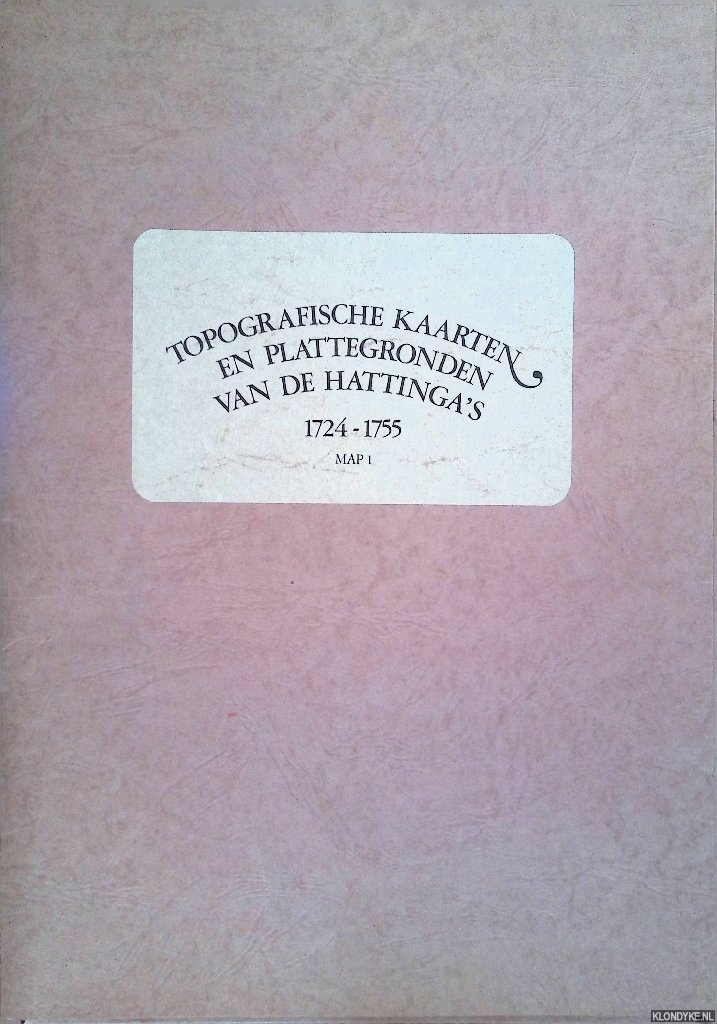 TOPOGRAFISCHE KAARTEN
EN PLATTEGRONDEN
VAN DE HATTINGA'S
1724-1755
MAP 1
KLONDYKE.NL